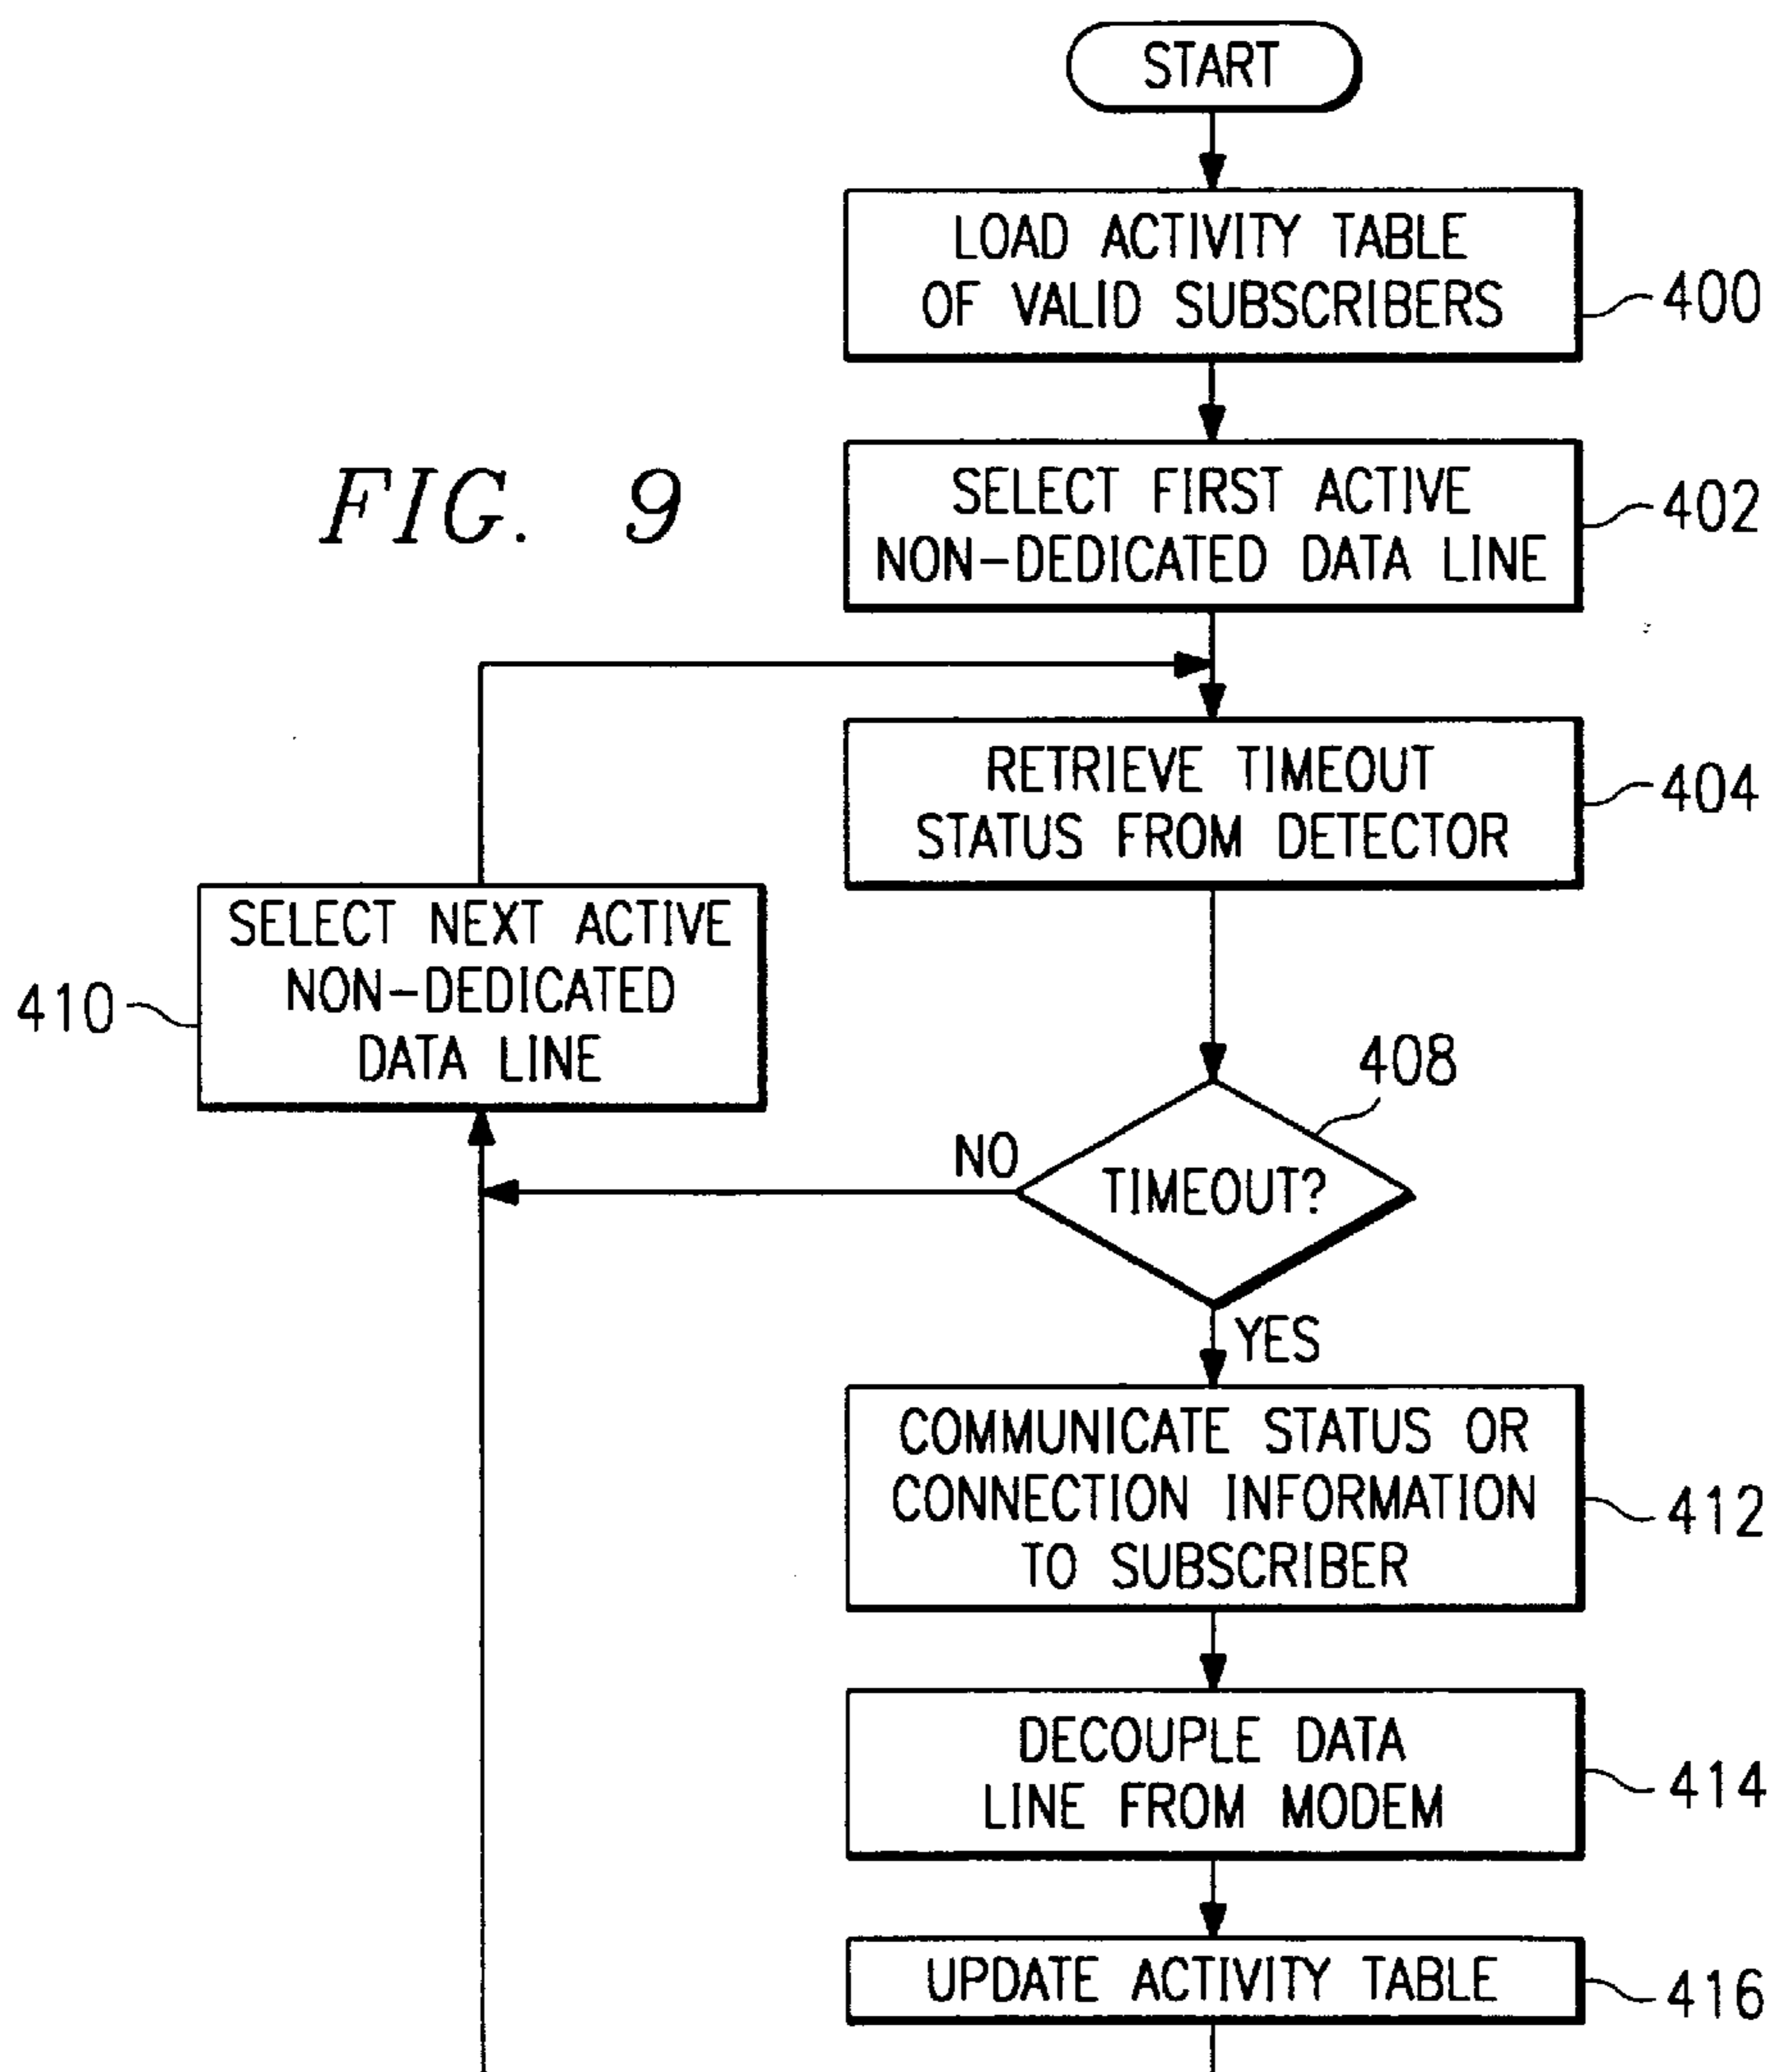 START
LOAD ACTIVITY TABLE
OF VALID SUBSCRIBERS
400
FIG. 9
SELECT FIRST ACTIVE
NON-DEDICATED DATA LINE
402
RETRIEVE TIMEOUT
STATUS FROM DETECTOR
404
SELECT NEXT ACTIVE
NON-DEDICATED
DATA LINE
410
408
NO
TIMEOUT?
YES
COMMUNICATE STATUS OR
CONNECTION INFORMATION
TO SUBSCRIBER
412
DECOUPLE DATA
LINE FROM MODEM
414
UPDATE ACTIVITY TABLE
416